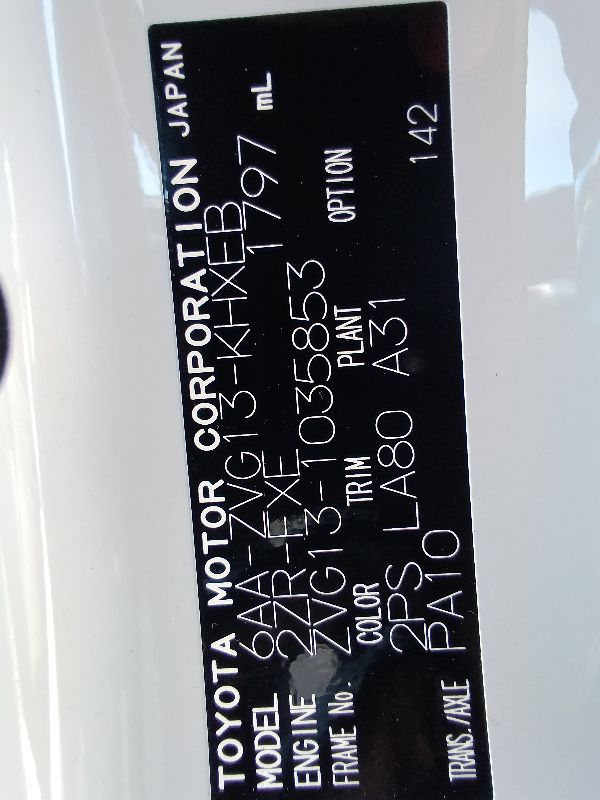 TOYOTA MOTOR CORPORATION JAPAN
MODEL 6AA-ZVG13-KHXEB
ENGINE 2ZR-FXE 1797 mL
FRAME No. ZVG13-1035853
COLOR TRIM PLANT OPTION
2PS LA80 A31
TRANS./AXLE PA10 142